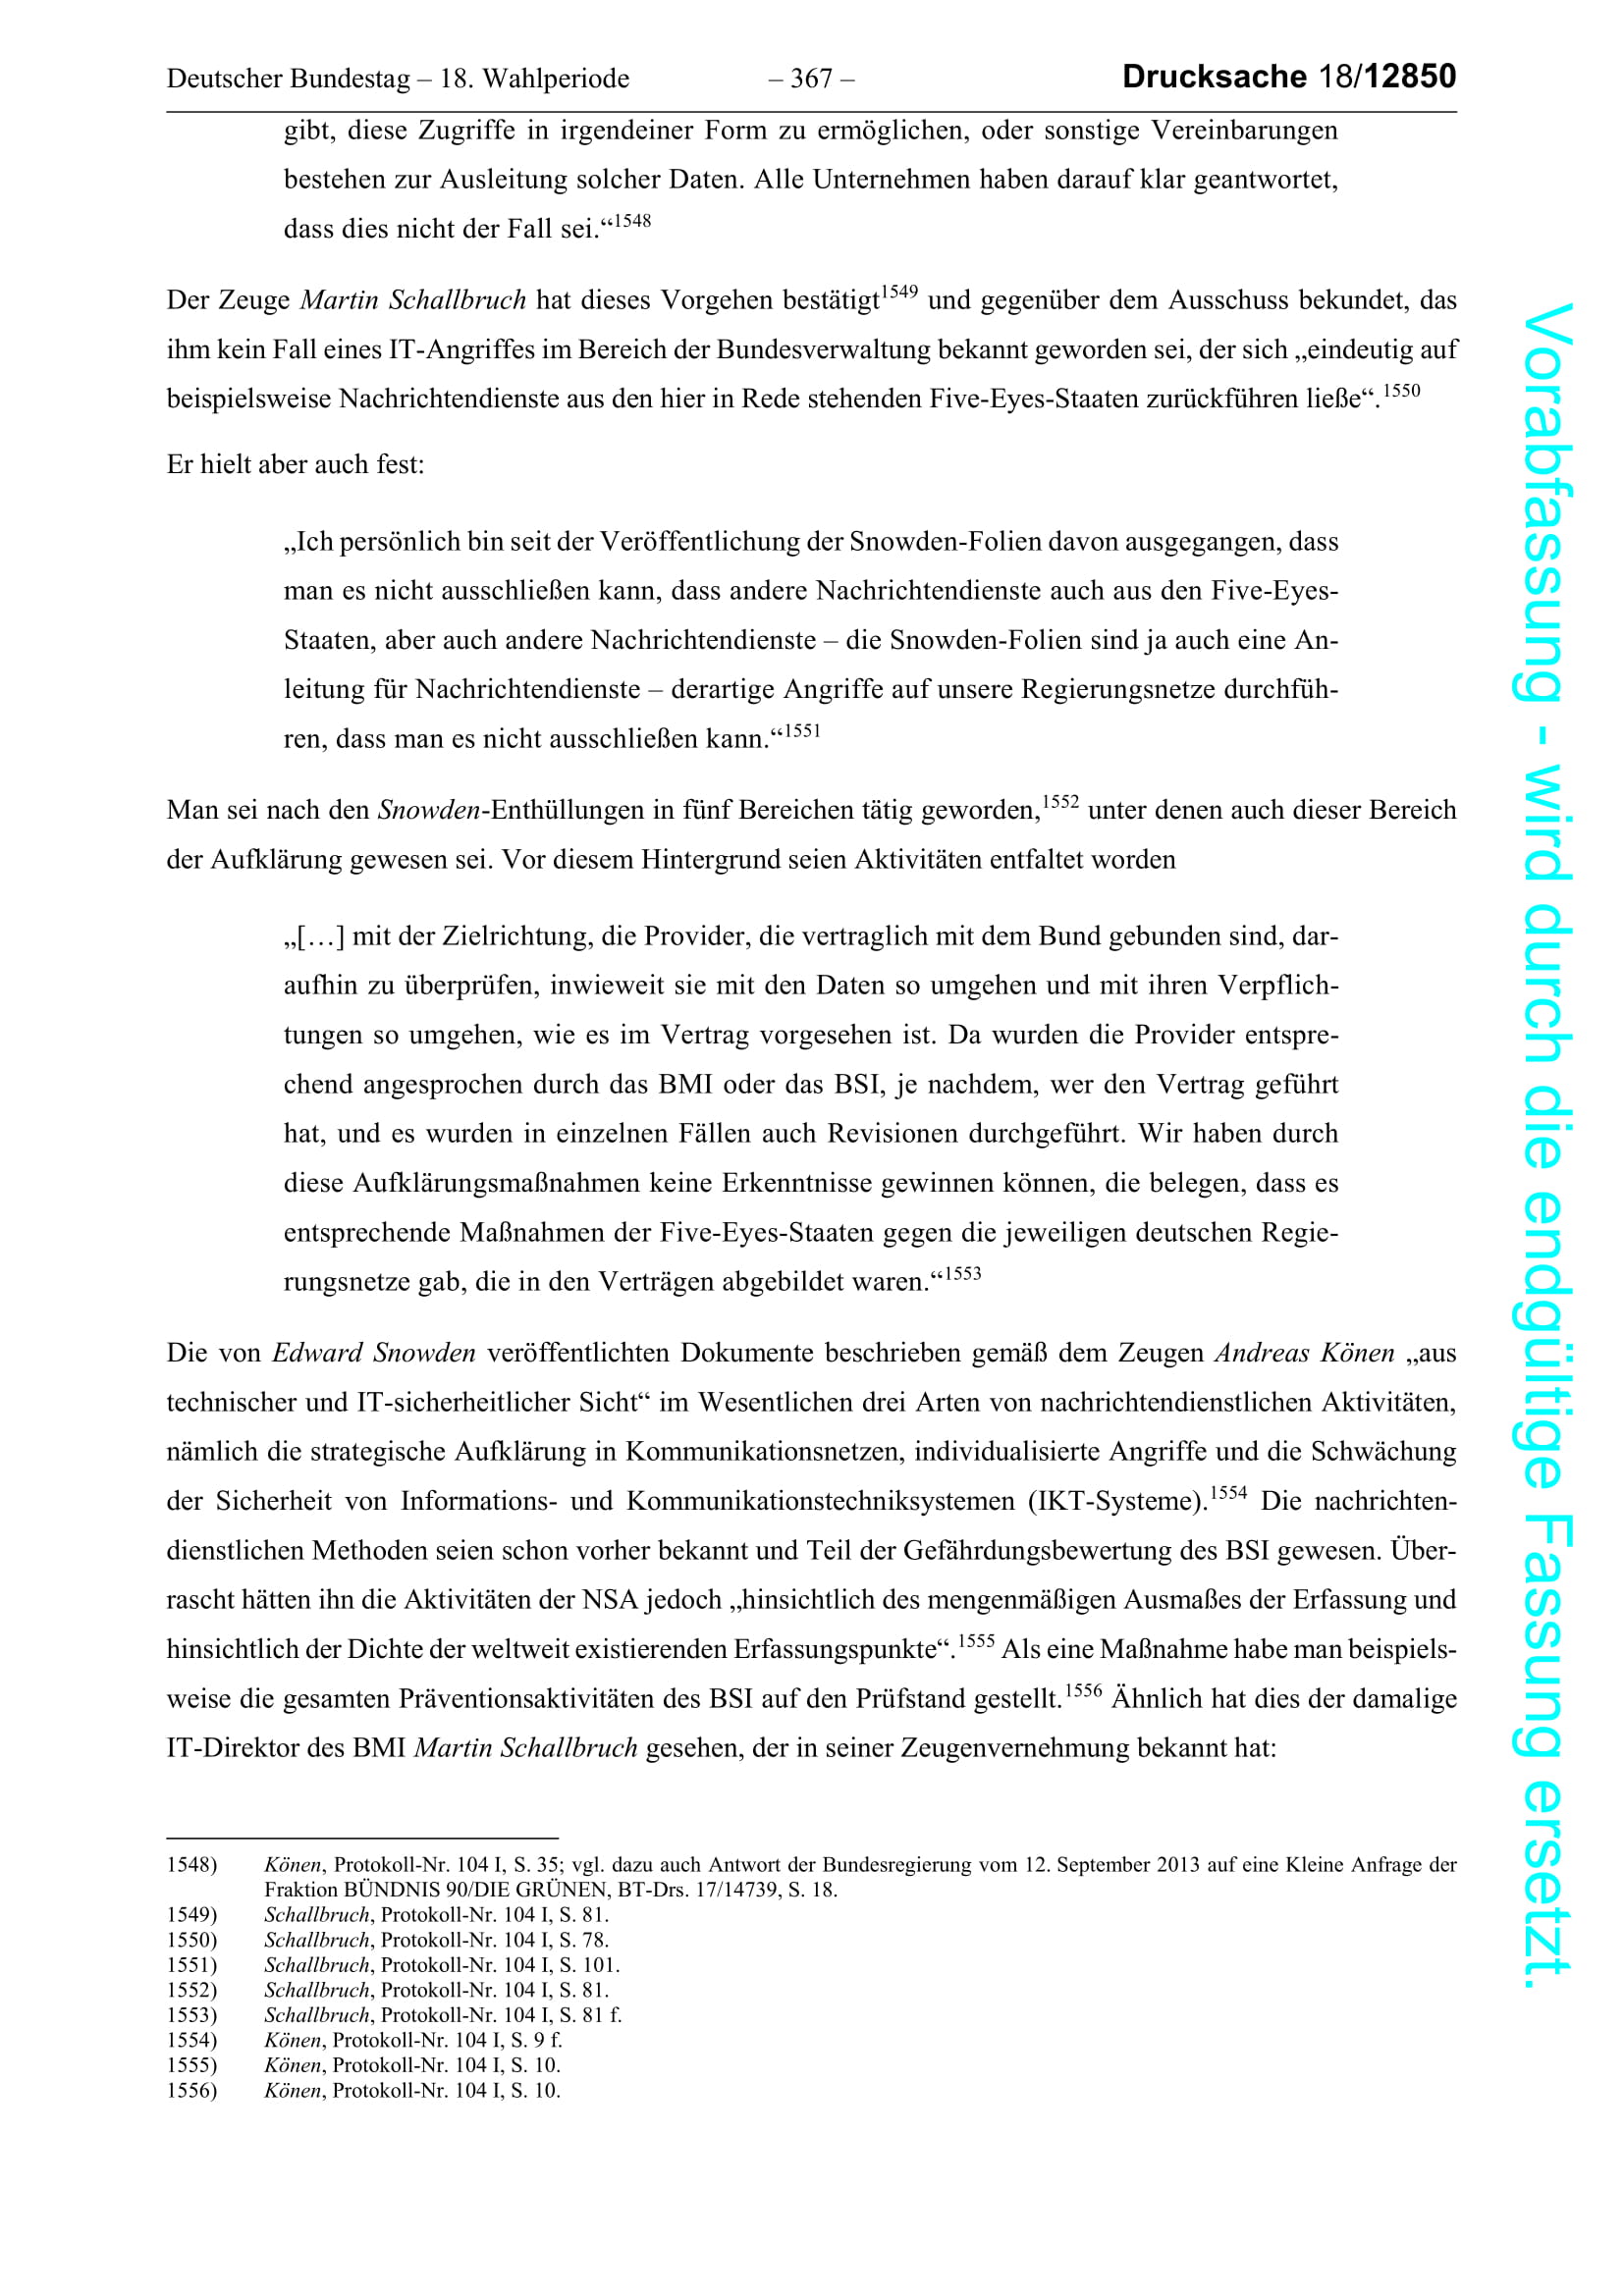 Deutscher Bundestag – 18. Wahlperiode – 367 – Drucksache 18/12850
gibt, diese Zugriffe in irgendeiner Form zu ermöglichen, oder sonstige Vereinbarungen
bestehen zur Ausleitung solcher Daten. Alle Unternehmen haben darauf klar geantwortet,
dass dies nicht der Fall sei.“1548
Der Zeuge Martin Schallbruch hat dieses Vorgehen bestätigt1549 und gegenüber dem Ausschuss bekundet, das
ihm kein Fall eines IT-Angriffes im Bereich der Bundesverwaltung bekannt geworden sei, der sich „eindeutig auf
beispielsweise Nachrichtendienste aus den hier in Rede stehenden Five-Eyes-Staaten zurückführen ließe“.1550
Er hielt aber auch fest:
„Ich persönlich bin seit der Veröffentlichung der Snowden-Folien davon ausgegangen, dass
man es nicht ausschließen kann, dass andere Nachrichtendienste auch aus den Five-Eyes-
Staaten, aber auch andere Nachrichtendienste – die Snowden-Folien sind ja auch eine An-
leitung für Nachrichtendienste – derartige Angriffe auf unsere Regierungsnetze durchfüh-
ren, dass man es nicht ausschließen kann.“1551
Man sei nach den Snowden-Enthüllungen in fünf Bereichen tätig geworden,1552 unter denen auch dieser Bereich
der Aufklärung gewesen sei. Vor diesem Hintergrund seien Aktivitäten entfaltet worden
„[…] mit der Zielrichtung, die Provider, die vertraglich mit dem Bund gebunden sind, dar-
aufhin zu überprüfen, inwieweit sie mit den Daten so umgehen und mit ihren Verpflich-
tungen so umgehen, wie es im Vertrag vorgesehen ist. Da wurden die Provider entspre-
chend angesprochen durch das BMI oder das BSI, je nachdem, wer den Vertrag geführt
hat, und es wurden in einzelnen Fällen auch Revisionen durchgeführt. Wir haben durch
diese Aufklärungsmaßnahmen keine Erkenntnisse gewinnen können, die belegen, dass es
entsprechende Maßnahmen der Five-Eyes-Staaten gegen die jeweiligen deutschen Regie-
rungsnetze gab, die in den Verträgen abgebildet waren.“1553
Die von Edward Snowden veröffentlichten Dokumente beschrieben gemäß dem Zeugen Andreas Könen „aus
technischer und IT-sicherheitlicher Sicht“ im Wesentlichen drei Arten von nachrichtendienstlichen Aktivitäten,
nämlich die strategische Aufklärung in Kommunikationsnetzen, individualisierte Angriffe und die Schwächung
der Sicherheit von Informations- und Kommunikationstechniksystemen (IKT-Systeme).1554 Die nachrichten-
dienstlichen Methoden seien schon vorher bekannt und Teil der Gefährdungsbewertung des BSI gewesen. Über-
rascht hätten ihn die Aktivitäten der NSA jedoch „hinsichtlich des mengenmäßigen Ausmaßes der Erfassung und
hinsichtlich der Dichte der weltweit existierenden Erfassungspunkte“.1555 Als eine Maßnahme habe man beispiels-
weise die gesamten Präventionsaktivitäten des BSI auf den Prüfstand gestellt.1556 Ähnlich hat dies der damalige
IT-Direktor des BMI Martin Schallbruch gesehen, der in seiner Zeugenvernehmung bekannt hat:
1548) Könen, Protokoll-Nr. 104 I, S. 35; vgl. dazu auch Antwort der Bundesregierung vom 12. September 2013 auf eine Kleine Anfrage der
Fraktion BÜNDNIS 90/DIE GRÜNEN, BT-Drs. 17/14739, S. 18.
1549) Schallbruch, Protokoll-Nr. 104 I, S. 81.
1550) Schallbruch, Protokoll-Nr. 104 I, S. 78.
1551) Schallbruch, Protokoll-Nr. 104 I, S. 101.
1552) Schallbruch, Protokoll-Nr. 104 I, S. 81.
1553) Schallbruch, Protokoll-Nr. 104 I, S. 81 f.
1554) Könen, Protokoll-Nr. 104 I, S. 9 f.
1555) Könen, Protokoll-Nr. 104 I, S. 10.
1556) Könen, Protokoll-Nr. 104 I, S. 10.
Vorabfassung - wird durch die endgültige Fassung ersetzt.